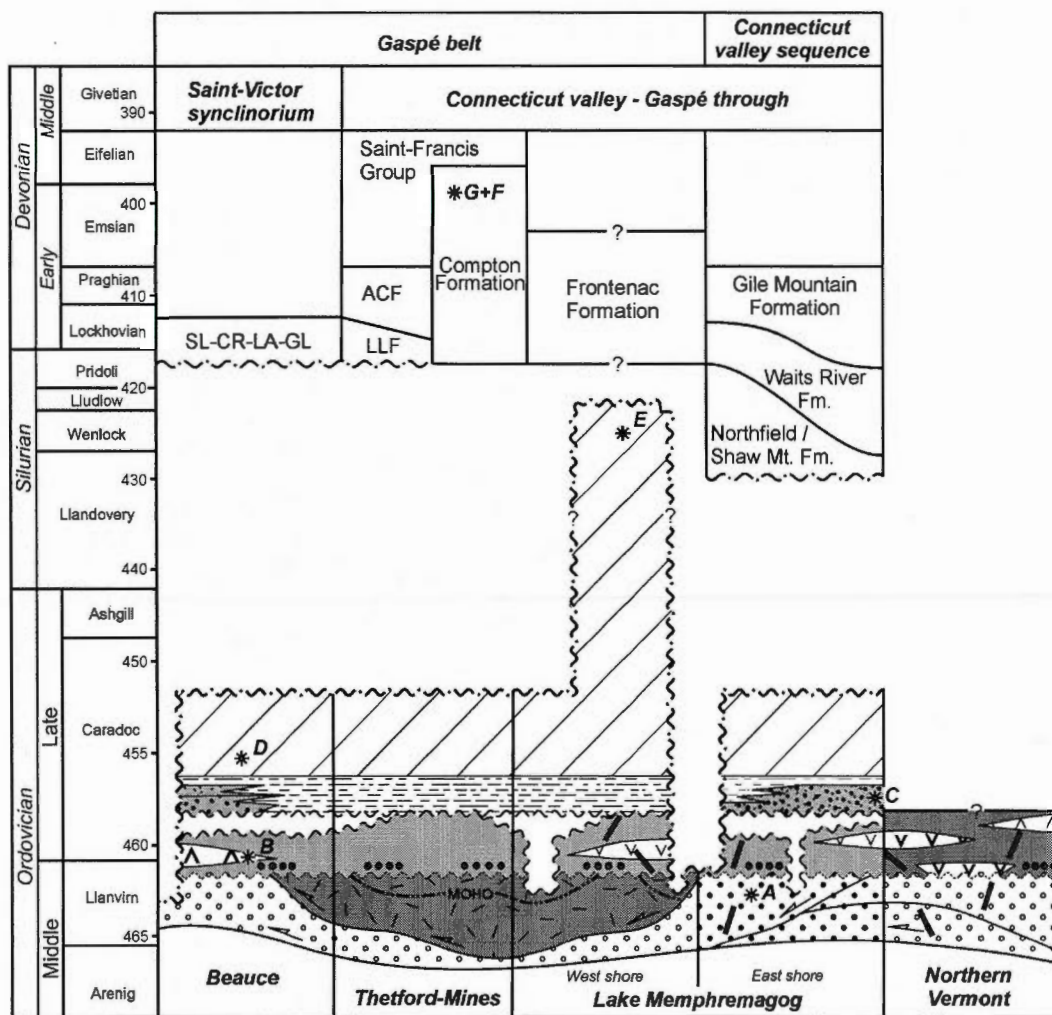 Gaspé belt
Connecticut
valley sequence
Devonian
Middle
Givetian
390
Saint-Victor
synclinorium
Connecticut valley - Gaspé through
Eifelian
Saint-Francis
Group
Early
400
Emsian
G+F
?
Praghian
410
ACF
Compton
Formation
Frontenac
Formation
Gile Mountain
Formation
Lockhovian
SL-CR-LA-GL
LLF
Silurian
Pridoli
?
420
Lludlow
Waits River
Fm.
Wenlock
E
Northfield /
Shaw Mt. Fm.
430
Llandovery
? ?
440
Ordovician
Late
Ashgill
450
Caradoc
455
D
C
?
460
B
Middle
Llanvirn
MOHO
A
465
Arenig
Beauce
Thetford-Mines
West shore
East shore
Lake Memphremagog
Northern
Vermont